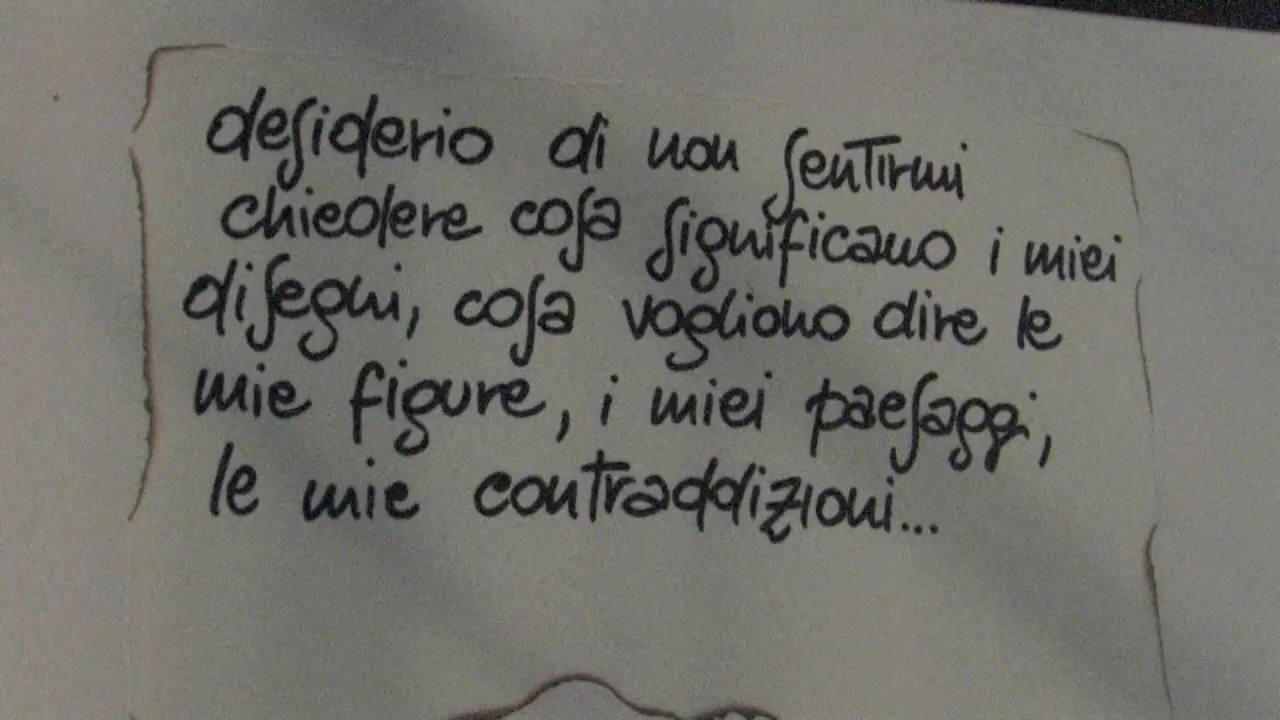 desiderio di non sentirmi
chiedere cosa significano i miei
disegni, cosa vogliono dire le
mie figure, i miei paesaggi,
le mie contraddizioni...